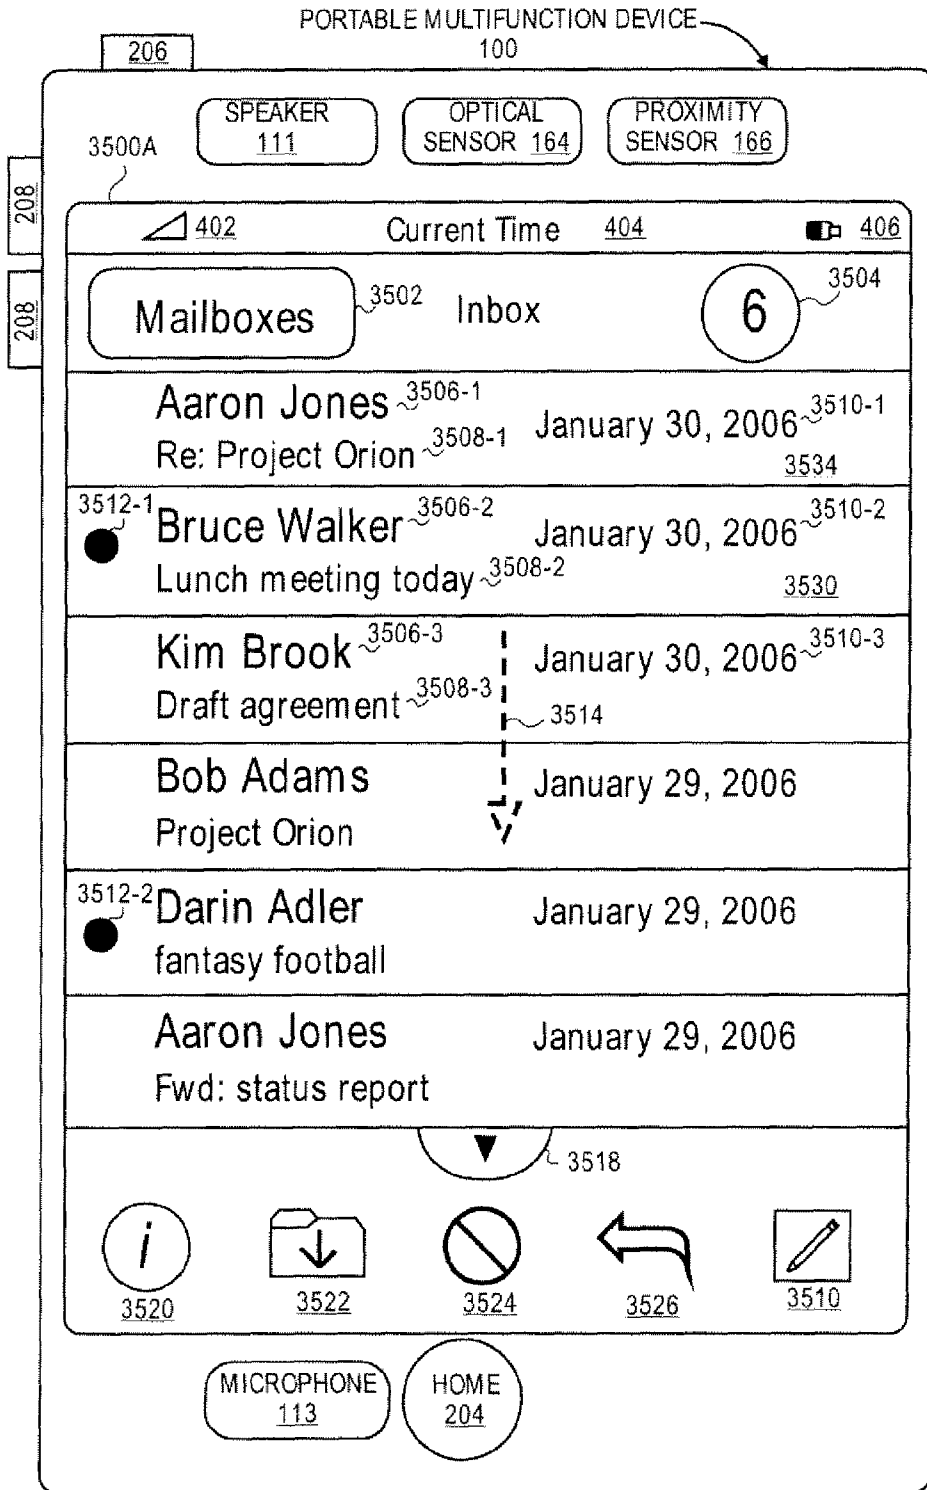 PORTABLE MULTIFUNCTION DEVICE
100
206
SPEAKER
111
OPTICAL
SENSOR 164
PROXIMITY
SENSOR 166
3500A
208
208
402
Current Time 404
406
Mailboxes
3502
Inbox
6
3504
Aaron Jones 3506-1
January 30, 2006 3510-1
Re: Project Orion 3508-1
3534
3512-1
Bruce Walker 3506-2
January 30, 2006 3510-2
Lunch meeting today 3508-2
3530
Kim Brook 3506-3
January 30, 2006 3510-3
Draft agreement 3508-3
3514
Bob Adams
January 29, 2006
Project Orion
3512-2
Darin Adler
January 29, 2006
fantasy football
Aaron Jones
January 29, 2006
Fwd: status report
3518
i
3520
3522
3524
3526
3510
MICROPHONE
113
HOME
204